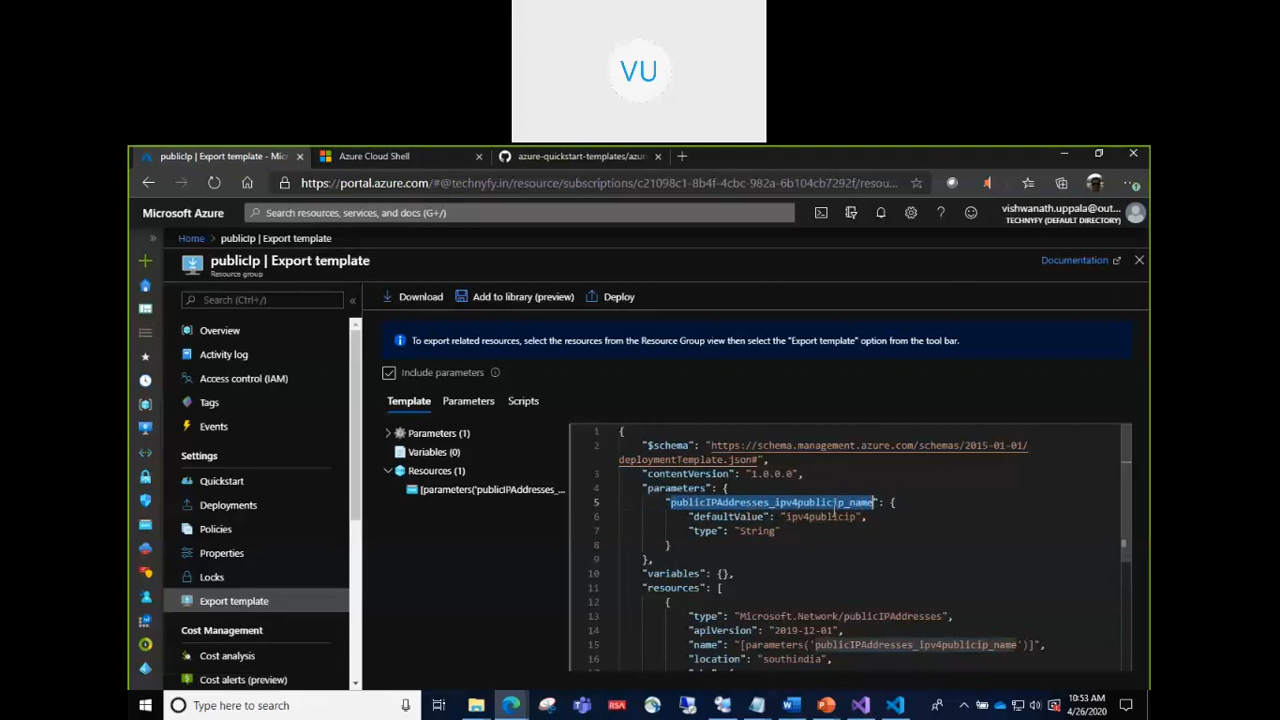 VU
publicIp | Export template - Micr
Azure Cloud Shell
azure-quickstart-templates/azur
https://portal.azure.com/#@technyfy.in/resource/subscriptions/c21098c1-8b4f-4cbc-982a-6b104cb7292f/resou...
Microsoft Azure
Search resources, services, and docs (G+/)
vishwanath.uppala@out...
TECHNYFY (DEFAULT DIRECTORY)
Home > publicIp | Export template
publicIp | Export template
Resource group
Documentation
Search (Ctrl+/)
Overview
Activity log
Access control (IAM)
Tags
Events
Settings
Quickstart
Deployments
Policies
Properties
Locks
Export template
Cost Management
Cost analysis
Cost alerts (preview)
Download
Add to library (preview)
Deploy
To export related resources, select the resources from the Resource Group view then select the "Export template" option from the tool bar.
Include parameters
Template
Parameters
Scripts
Parameters (1)
Variables (0)
Resources (1)
[parameters('publicIPAddresses_...
1 {
2 "$schema": "https://schema.management.azure.com/schemas/2015-01-01/
deploymentTemplate.json#",
3 "contentVersion": "1.0.0.0",
4 "parameters": {
5 "publicIPAddresses_ipv4publicip_name": {
6 "defaultValue": "ipv4publicip",
7 "type": "String"
8 }
9 },
10 "variables": {},
11 "resources": [
12 {
13 "type": "Microsoft.Network/publicIPAddresses",
14 "apiVersion": "2019-12-01",
15 "name": "[parameters('publicIPAddresses_ipv4publicip_name')]",
16 "location": "southindia",
Type here to search
RSA
10:53 AM
4/26/2020